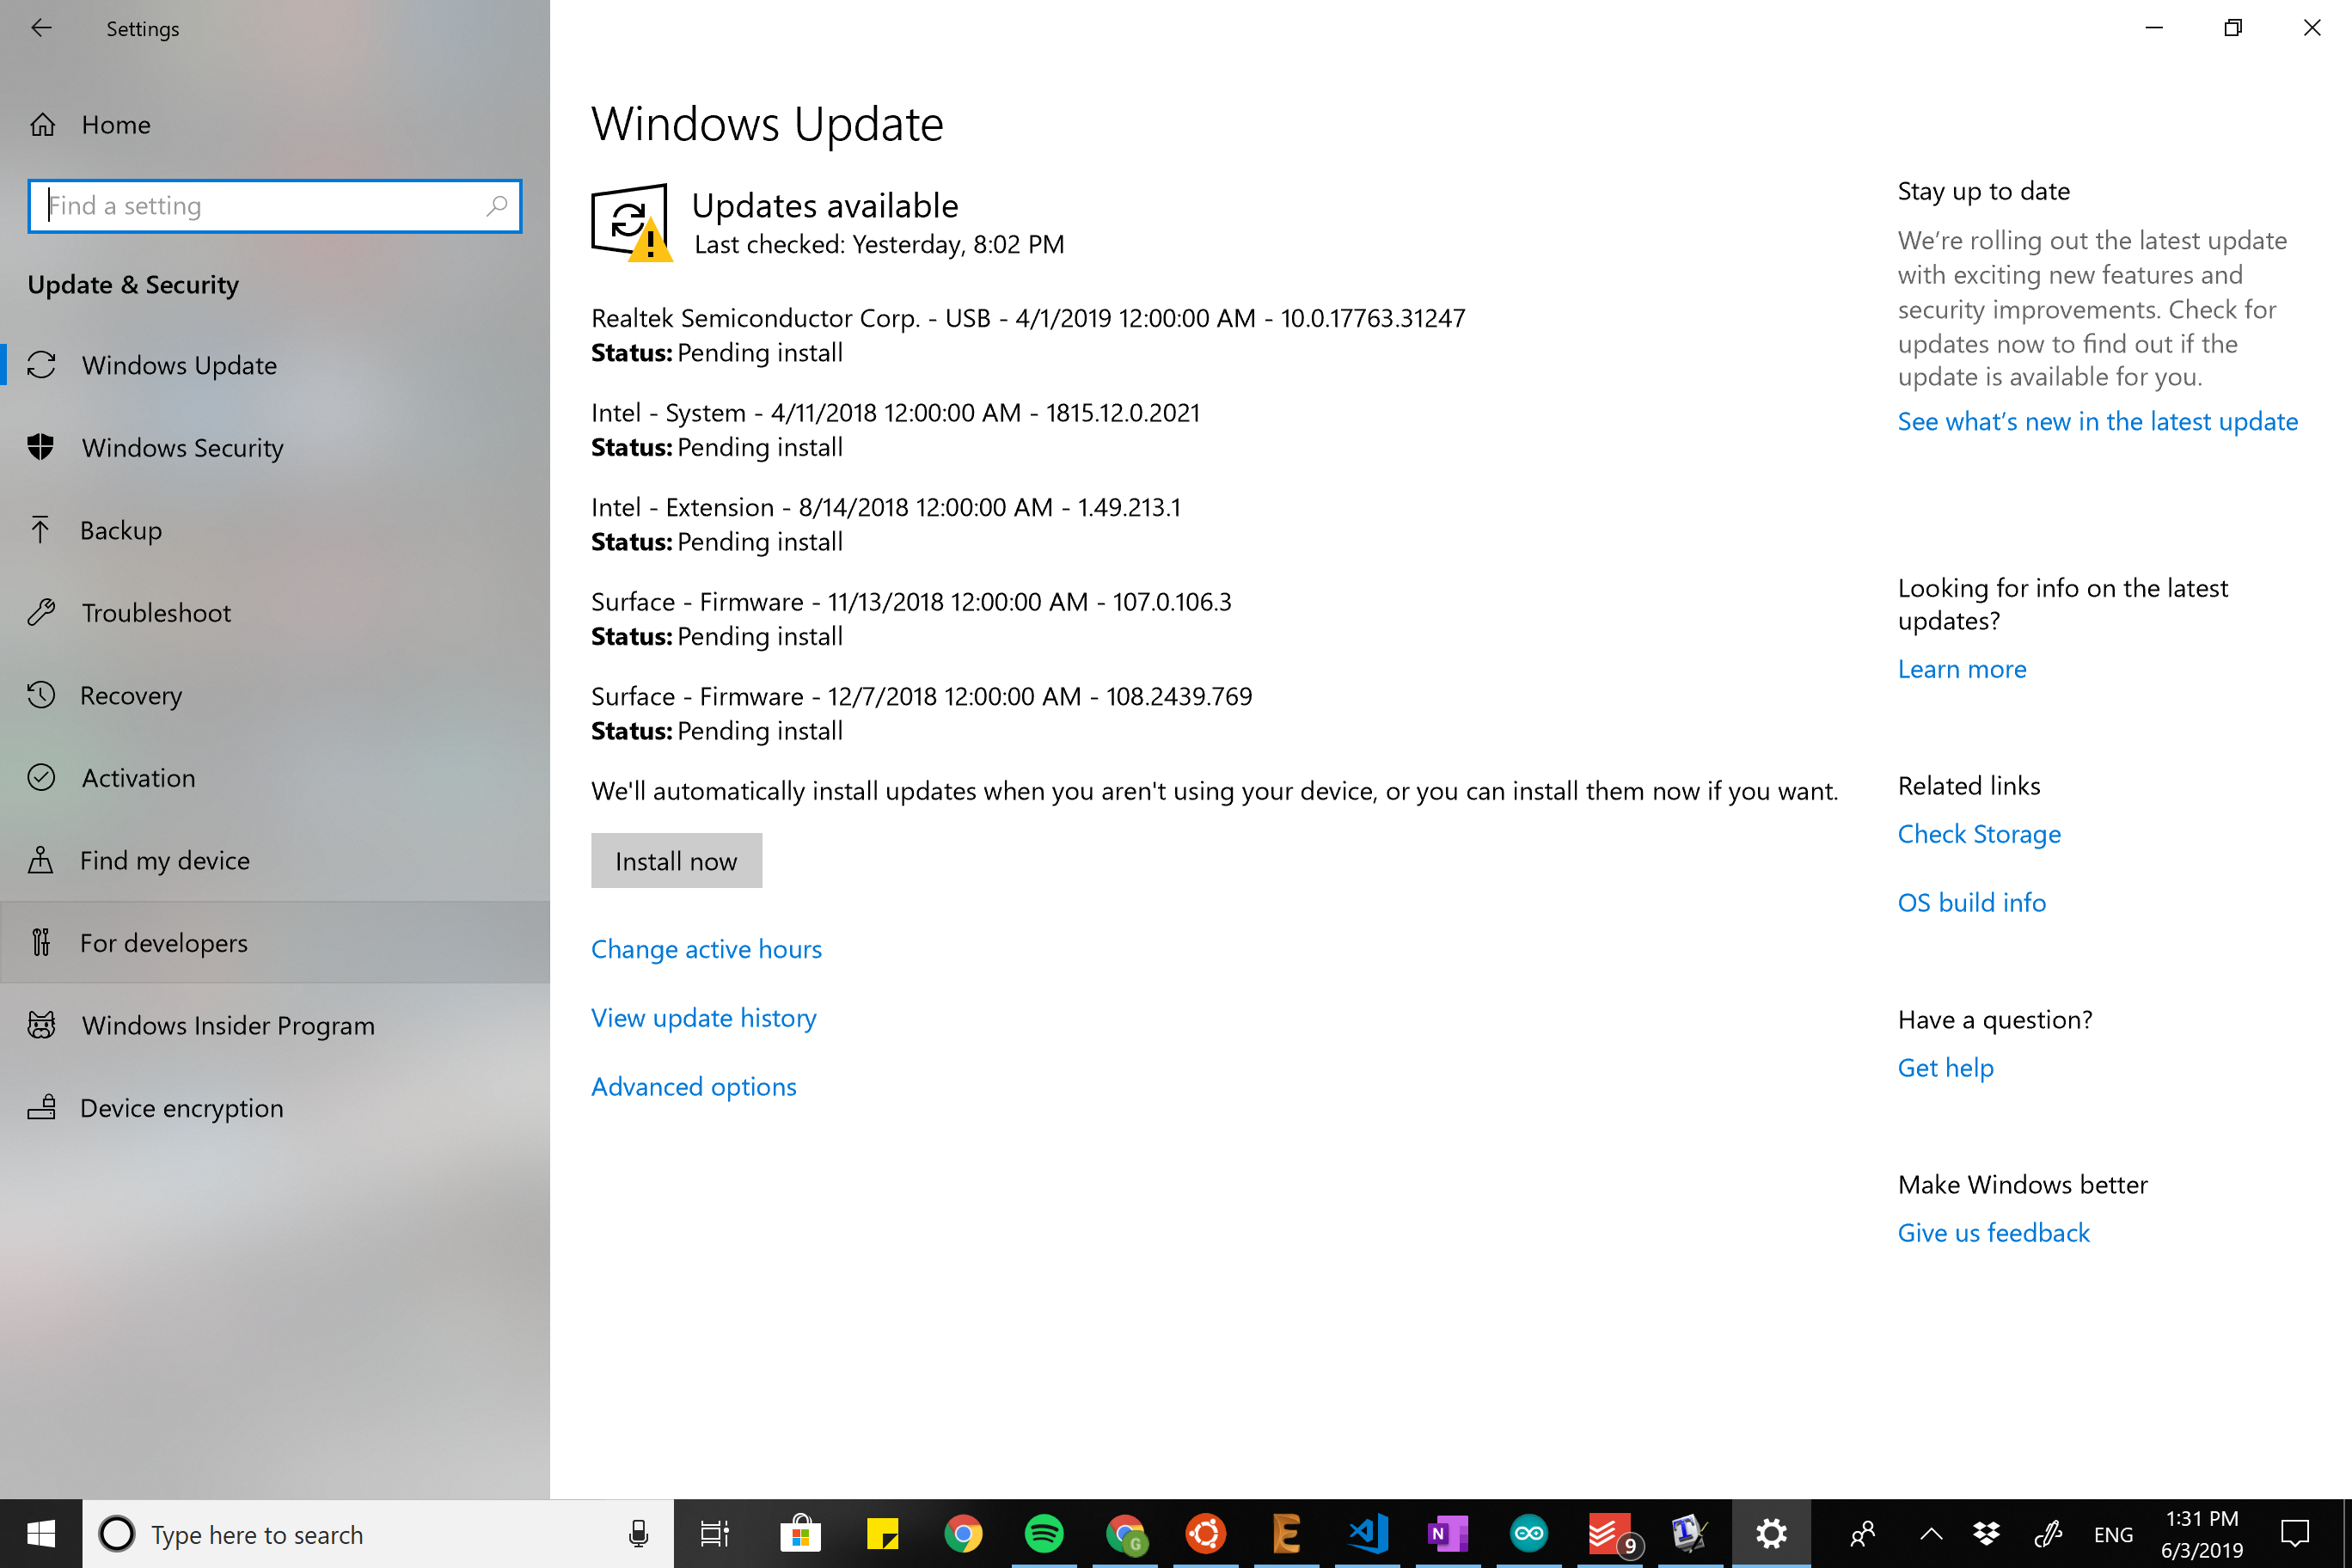 Settings
Home
Find a setting
Update & Security
Windows Update
Windows Security
Backup
Troubleshoot
Recovery
Activation
Find my device
For developers
Windows Insider Program
Device encryption
Windows Update
Updates available
Last checked: Yesterday, 8:02 PM
Realtek Semiconductor Corp. - USB - 4/1/2019 12:00:00 AM - 10.0.17763.31247
Status: Pending install
Intel - System - 4/11/2018 12:00:00 AM - 1815.12.0.2021
Status: Pending install
Intel - Extension - 8/14/2018 12:00:00 AM - 1.49.213.1
Status: Pending install
Surface - Firmware - 11/13/2018 12:00:00 AM - 107.0.106.3
Status: Pending install
Surface - Firmware - 12/7/2018 12:00:00 AM - 108.2439.769
Status: Pending install
We'll automatically install updates when you aren't using your device, or you can install them now if you want.
Install now
Change active hours
View update history
Advanced options
Stay up to date
We’re rolling out the latest update
with exciting new features and
security improvements. Check for
updates now to find out if the
update is available for you.
See what’s new in the latest update
Looking for info on the latest
updates?
Learn more
Related links
Check Storage
OS build info
Have a question?
Get help
Make Windows better
Give us feedback
Type here to search
G
E
N
9
T
ENG
1:31 PM
6/3/2019